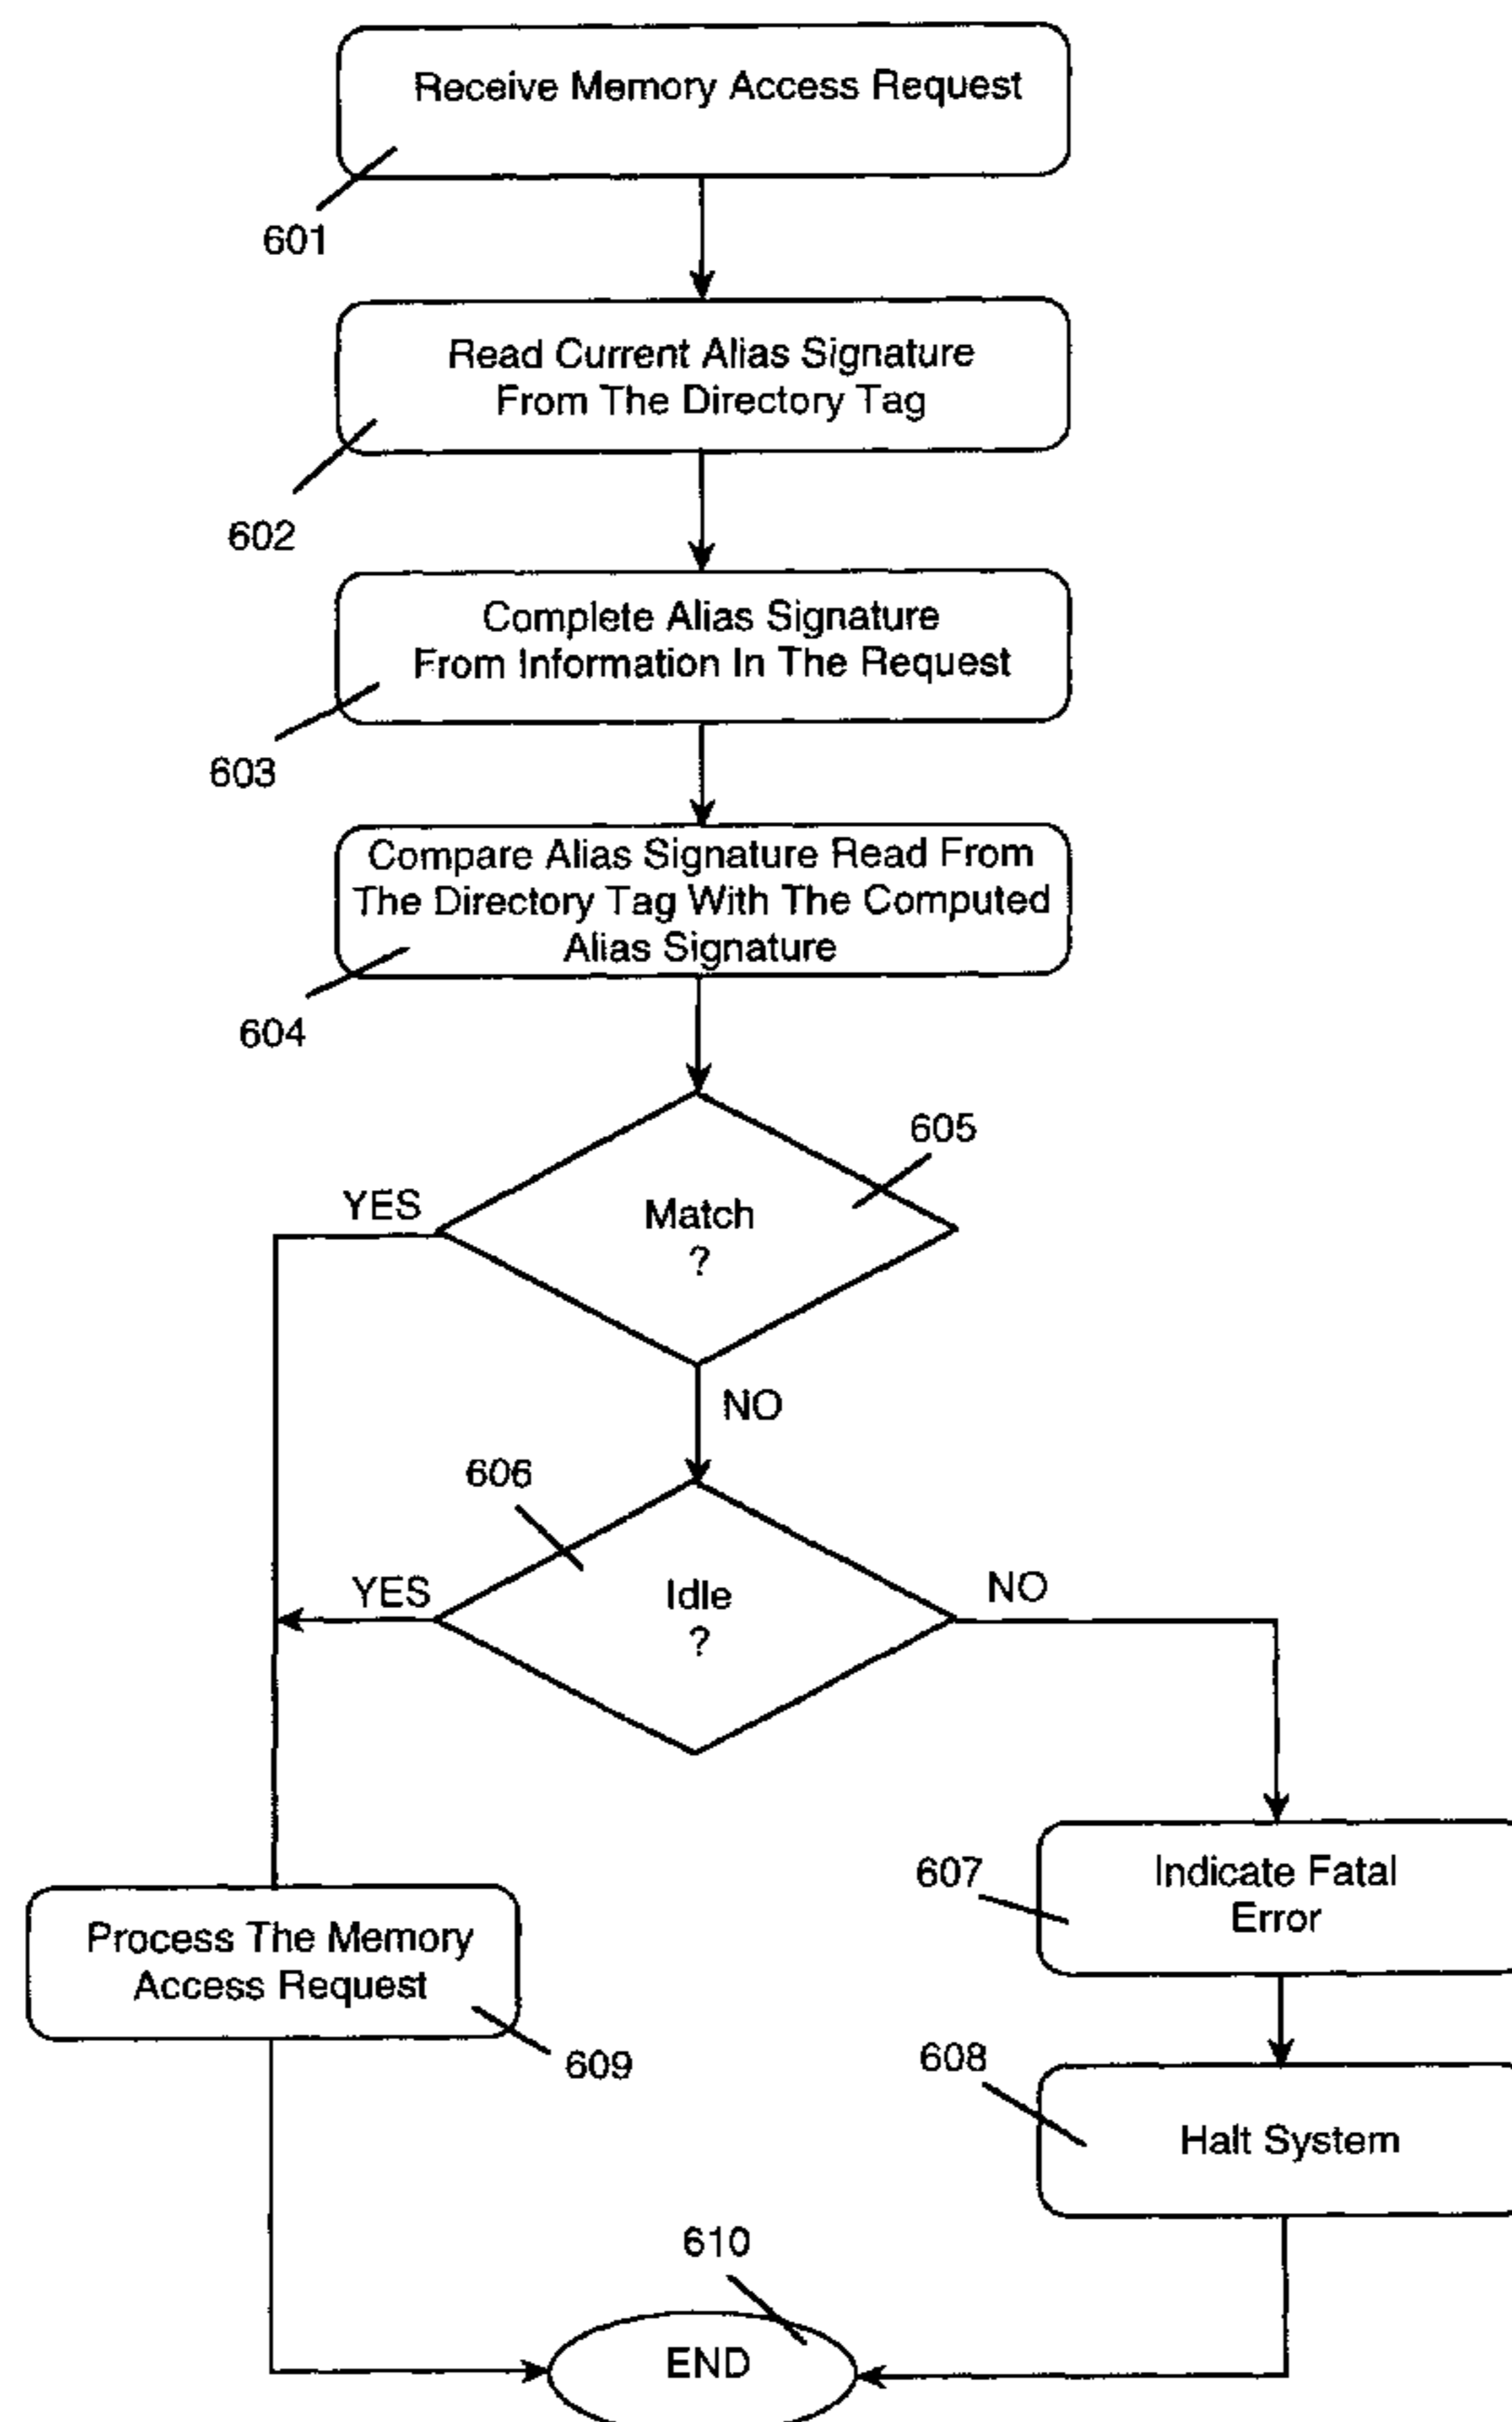 Receive Memory Access Request
601
Read Current Alias Signature
From The Directory Tag
602
Complete Alias Signature
From Information In The Request
603
Compare Alias Signature Read From
The Directory Tag With The Computed
Alias Signature
604
605
YES
Match
?
NO
606
YES
Idle
?
NO
607
Indicate Fatal
Error
Process The Memory
Access Request
609
608
Halt System
610
END